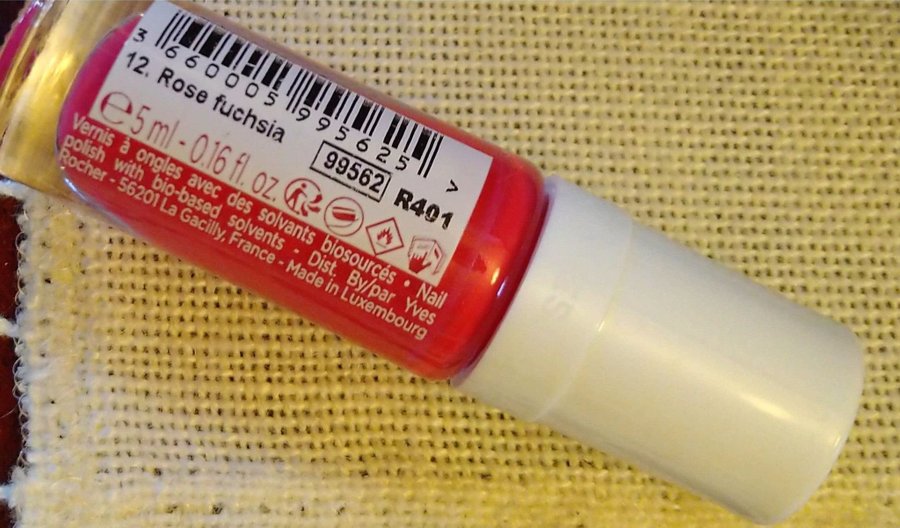 3 660005 995625 >
12. Rose fuchsia
99562 R401
e 5 ml - 0.16 fl. oz
Vernis à ongles avec des solvants biosourcés • Nail
polish with bio-based solvents - Dist. By/par Yves
Rocher - 56201 La Gacilly, France - Made in Luxembourg